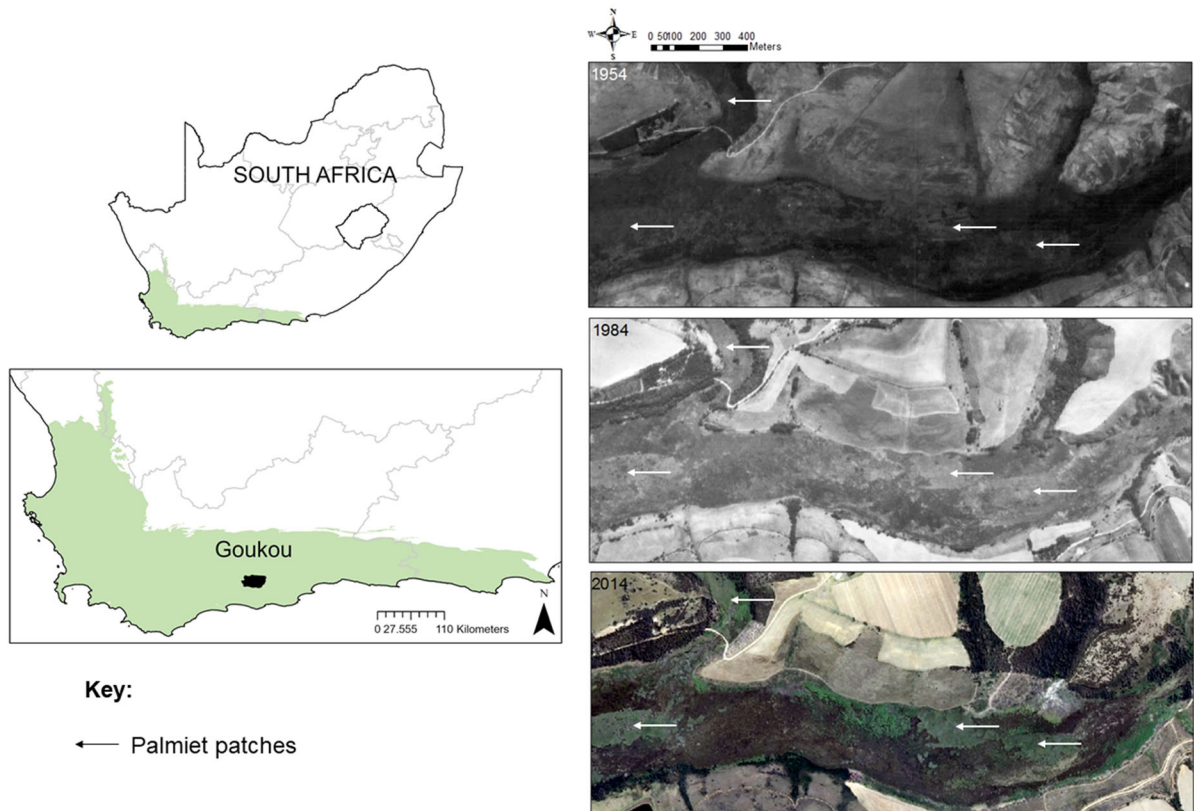 SOUTH AFRICA
Goukou
N
0 27.555 110 Kilometers
Key:
Palmiet patches
N
W E
S
0 50100 200 300 400
Meters
1954
1984
2014